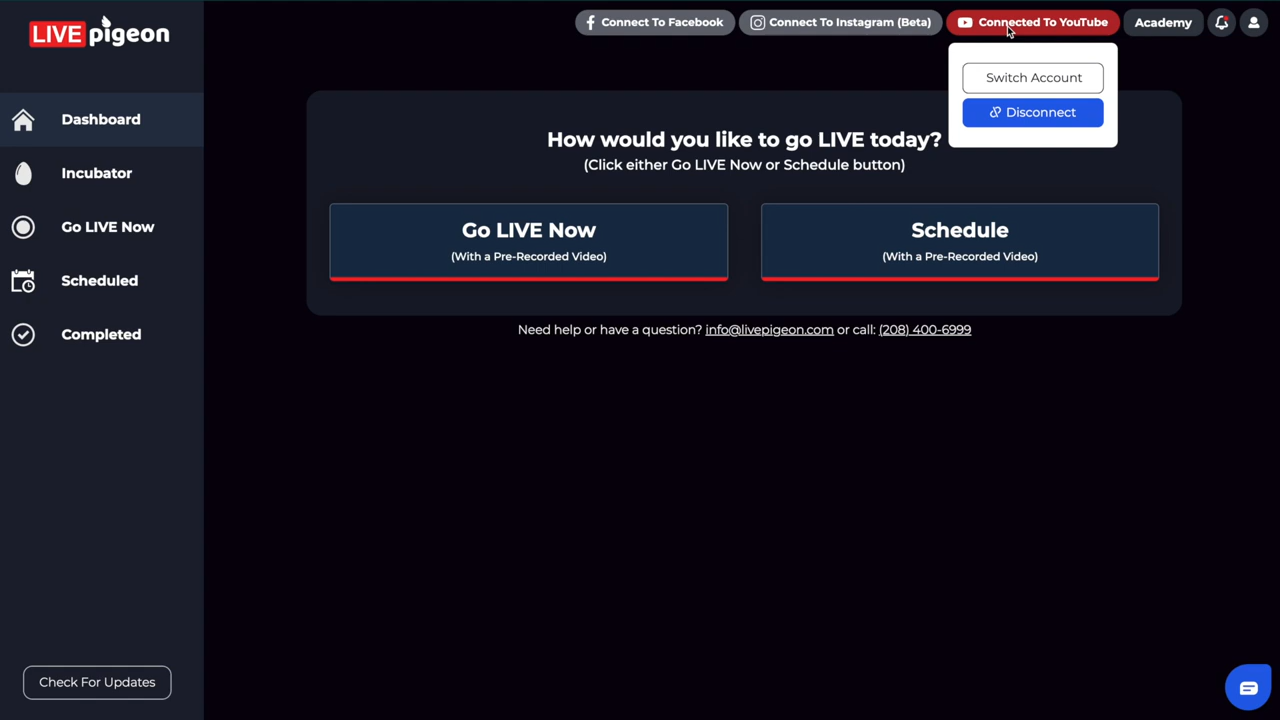 LIVE pigeon
Connect To Facebook
Connect To Instagram (Beta)
Connected To YouTube
Academy
Switch Account
Disconnect
Dashboard
Incubator
Go LIVE Now
Scheduled
Completed
How would you like to go LIVE today?
(Click either Go LIVE Now or Schedule button)
Go LIVE Now
(With a Pre-Recorded Video)
Schedule
(With a Pre-Recorded Video)
Need help or have a question? info@livepigeon.com or call: (208) 400-6999
Check For Updates